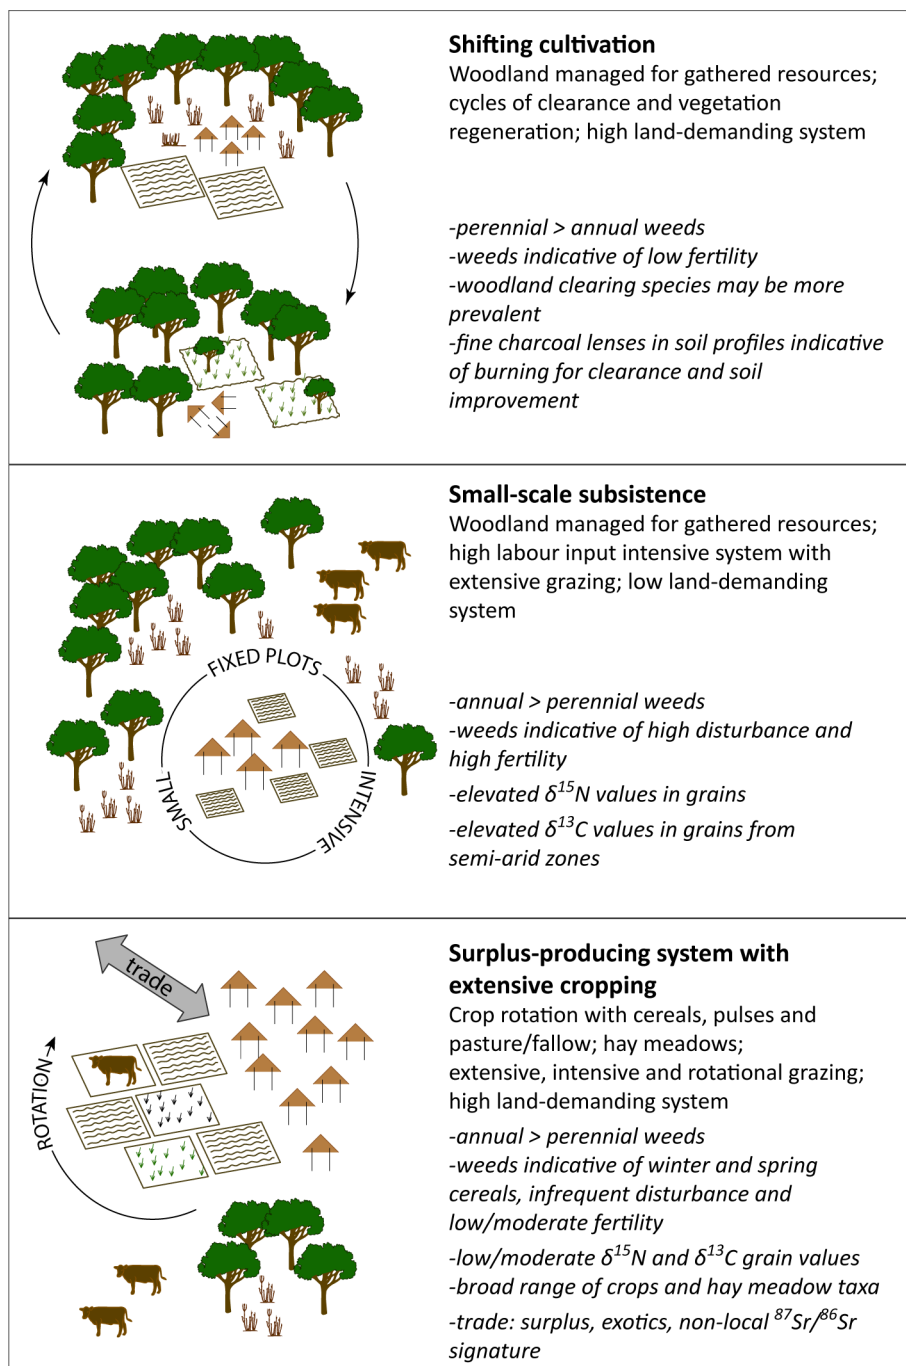 Shifting cultivation
Woodland managed for gathered resources;
cycles of clearance and vegetation
regeneration; high land-demanding system
-perennial > annual weeds
-weeds indicative of low fertility
-woodland clearing species may be more
prevalent
-fine charcoal lenses in soil profiles indicative
of burning for clearance and soil
improvement
Small-scale subsistence
Woodland managed for gathered resources;
high labour input intensive system with
extensive grazing; low land-demanding
system
FIXED PLOTS
SMALL
INTENSIVE
-annual > perennial weeds
-weeds indicative of high disturbance and
high fertility
-elevated δ¹⁵N values in grains
-elevated δ¹³C values in grains from
semi-arid zones
trade
ROTATION
Surplus-producing system with
extensive cropping
Crop rotation with cereals, pulses and
pasture/fallow; hay meadows;
extensive, intensive and rotational grazing;
high land-demanding system
-annual > perennial weeds
-weeds indicative of winter and spring
cereals, infrequent disturbance and
low/moderate fertility
-low/moderate δ¹⁵N and δ¹³C grain values
-broad range of crops and hay meadow taxa
-trade: surplus, exotics, non-local ⁸⁷Sr/⁸⁶Sr
signature